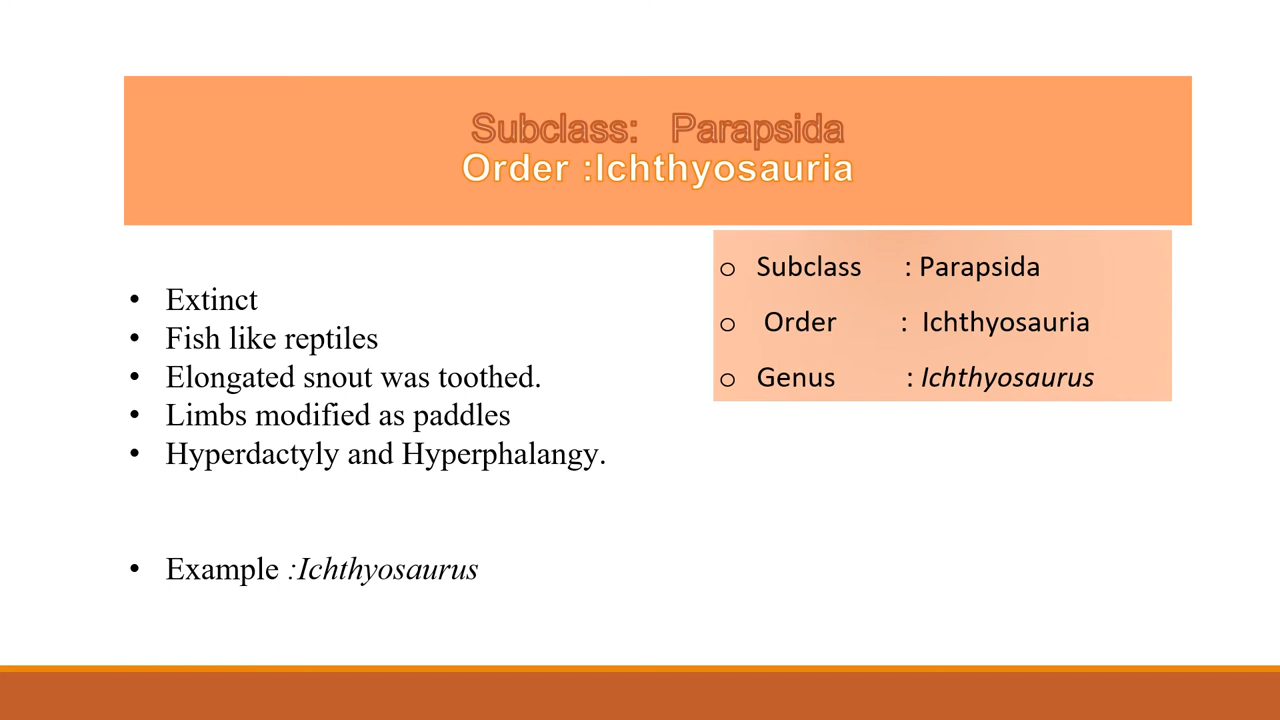 Subclass: Parapsida
Order :Ichthyosauria
• Extinct
• Fish like reptiles
• Elongated snout was toothed.
• Limbs modified as paddles
• Hyperdactyly and Hyperphalangy.
• Example :Ichthyosaurus
o Subclass : Parapsida
o Order : Ichthyosauria
o Genus : Ichthyosaurus